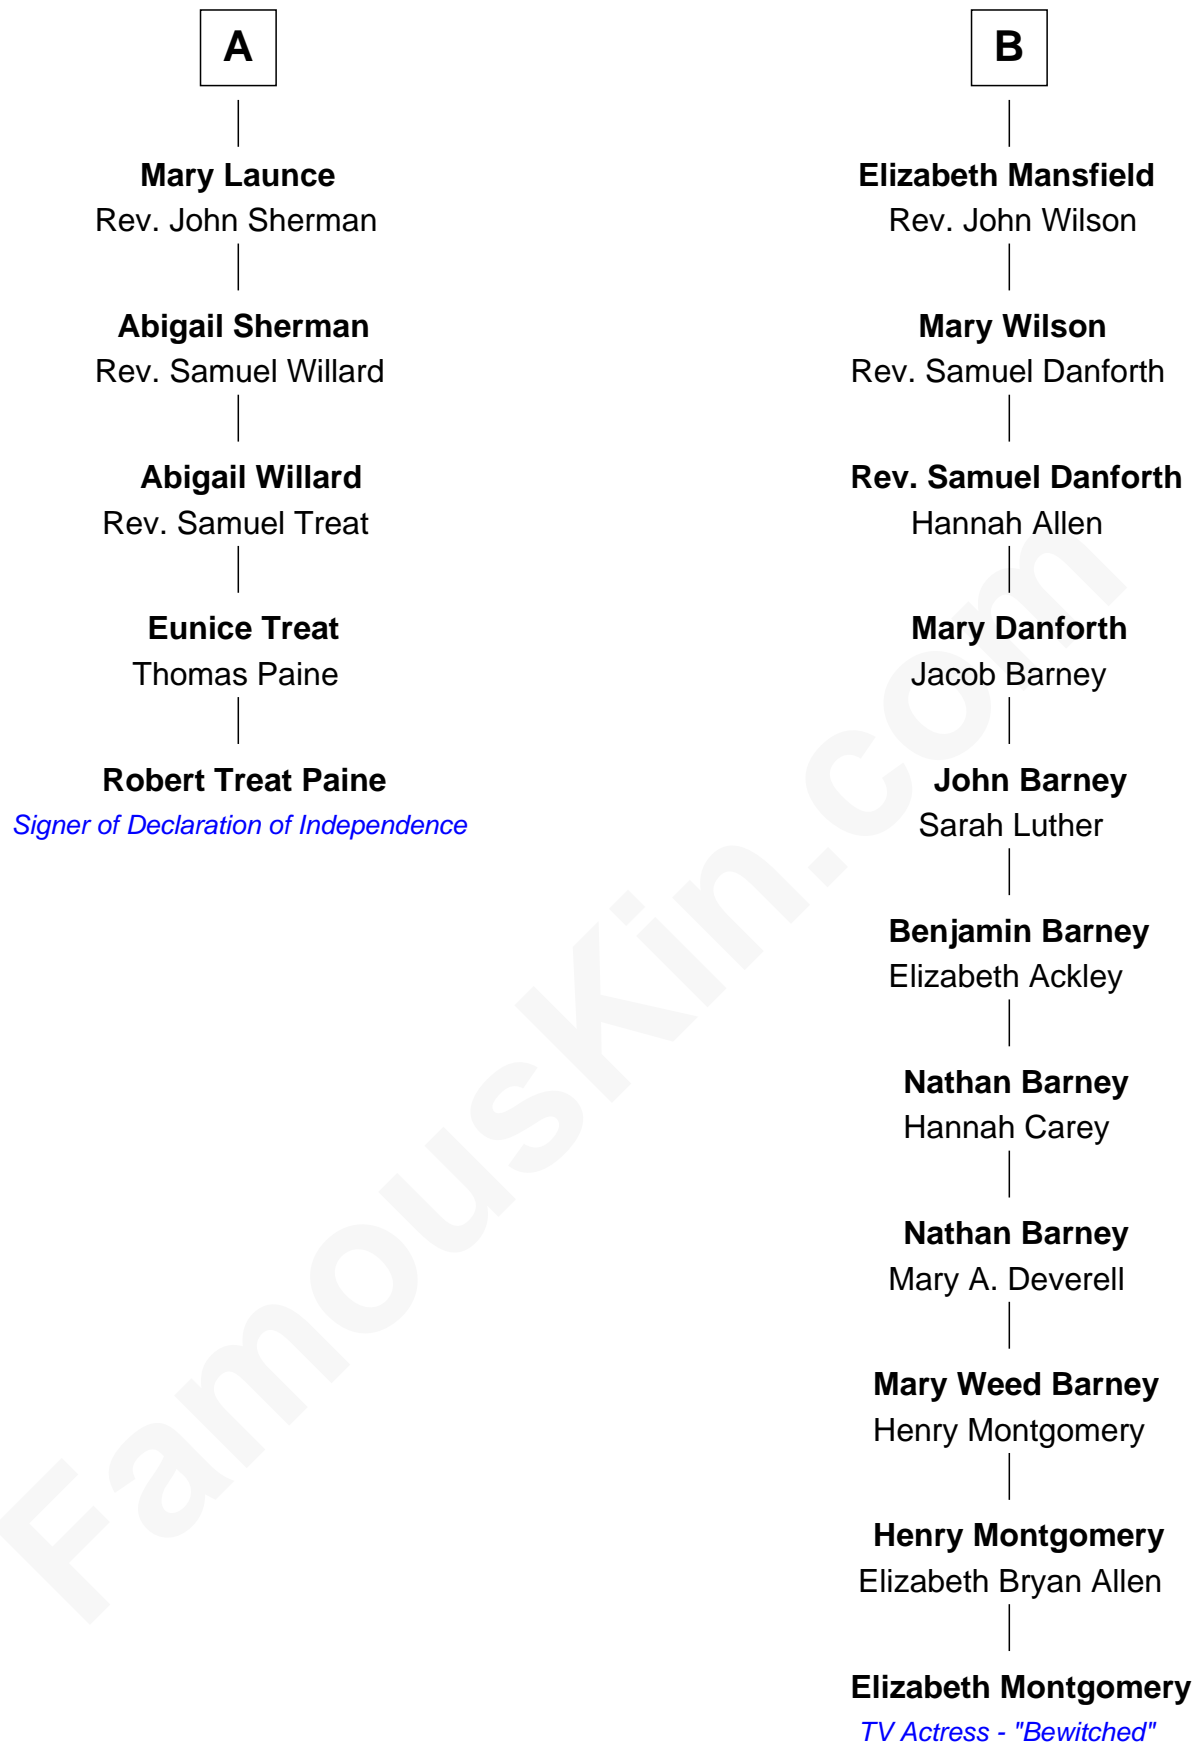 A
Mary Launce
Rev. John Sherman
Abigail Sherman
Rev. Samuel Willard
Abigail Willard
Rev. Samuel Treat
Eunice Treat
Thomas Paine
Robert Treat Paine
Signer of Declaration of Independence
B
Elizabeth Mansfield
Rev. John Wilson
Mary Wilson
Rev. Samuel Danforth
Rev. Samuel Danforth
Hannah Allen
Mary Danforth
Jacob Barney
John Barney
Sarah Luther
Benjamin Barney
Elizabeth Ackley
Nathan Barney
Hannah Carey
Nathan Barney
Mary A. Deverell
Mary Weed Barney
Henry Montgomery
Henry Montgomery
Elizabeth Bryan Allen
Elizabeth Montgomery
TV Actress - "Bewitched"
FamousKin.com